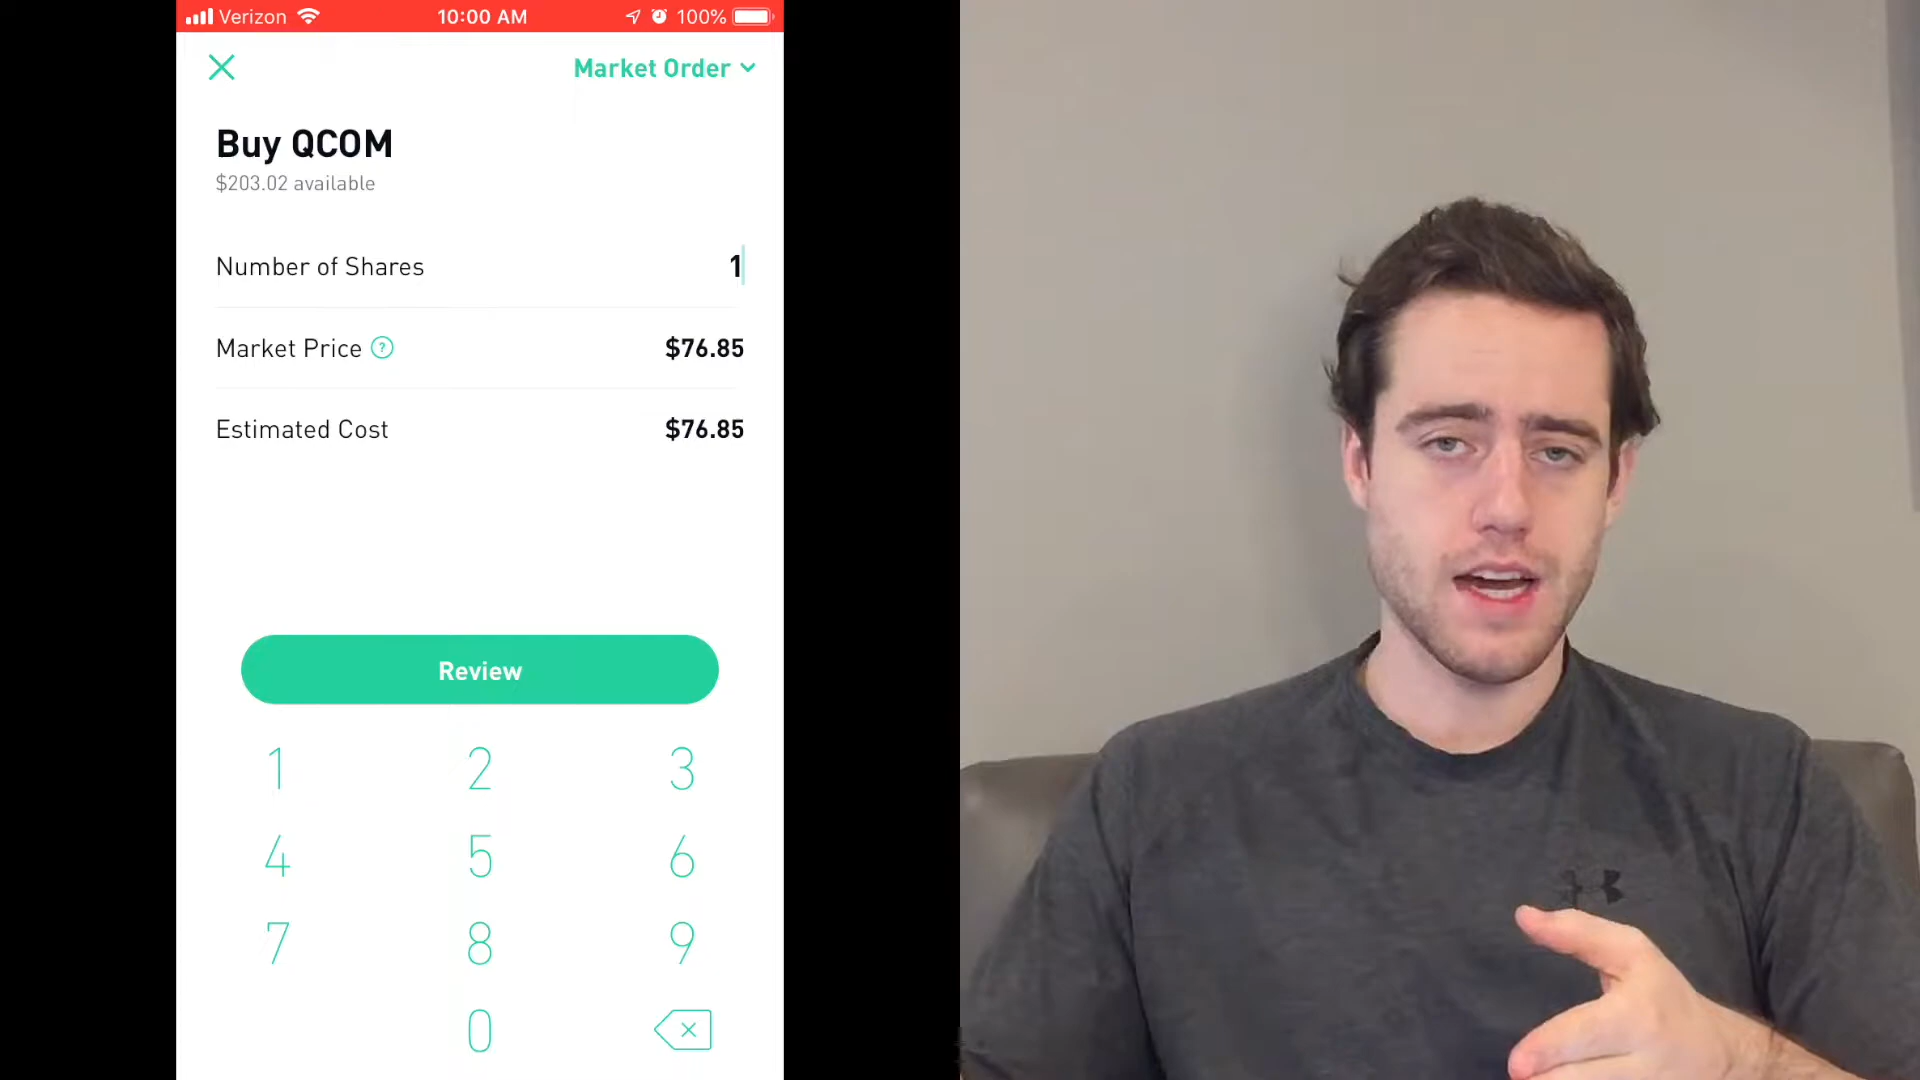 Verizon 10:00 AM 100%
Market Order
Buy QCOM
$203.02 available
Number of Shares 1
Market Price ? $76.85
Estimated Cost $76.85
Review
1 2 3
4 5 6
7 8 9
0